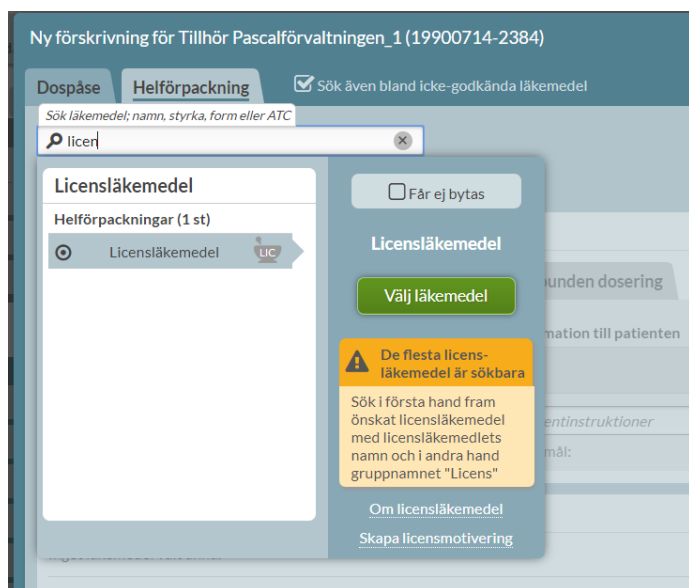 Ny förskrivning för Tillhör Pascalförvaltningen_1 (19900714-2384)
Dospåse Helförpackning Sök även bland icke-godkända läkemedel
Sök läkemedel; namn, styrka, form eller ATC
licen
Licensläkemedel
Helförpackningar (1 st)
Licensläkemedel LIC
Får ej bytas
Licensläkemedel
Välj läkemedel
De flesta licens-
läkemedel är sökbara
Sök i första hand fram
önskat licensläkemedel
med licensläkemedlets
namn och i andra hand
gruppnamnet "Licens"
Om licensläkemedel
Skapa licensmotivering
unden dosering
mation till patienten
entinstruktioner
mål: